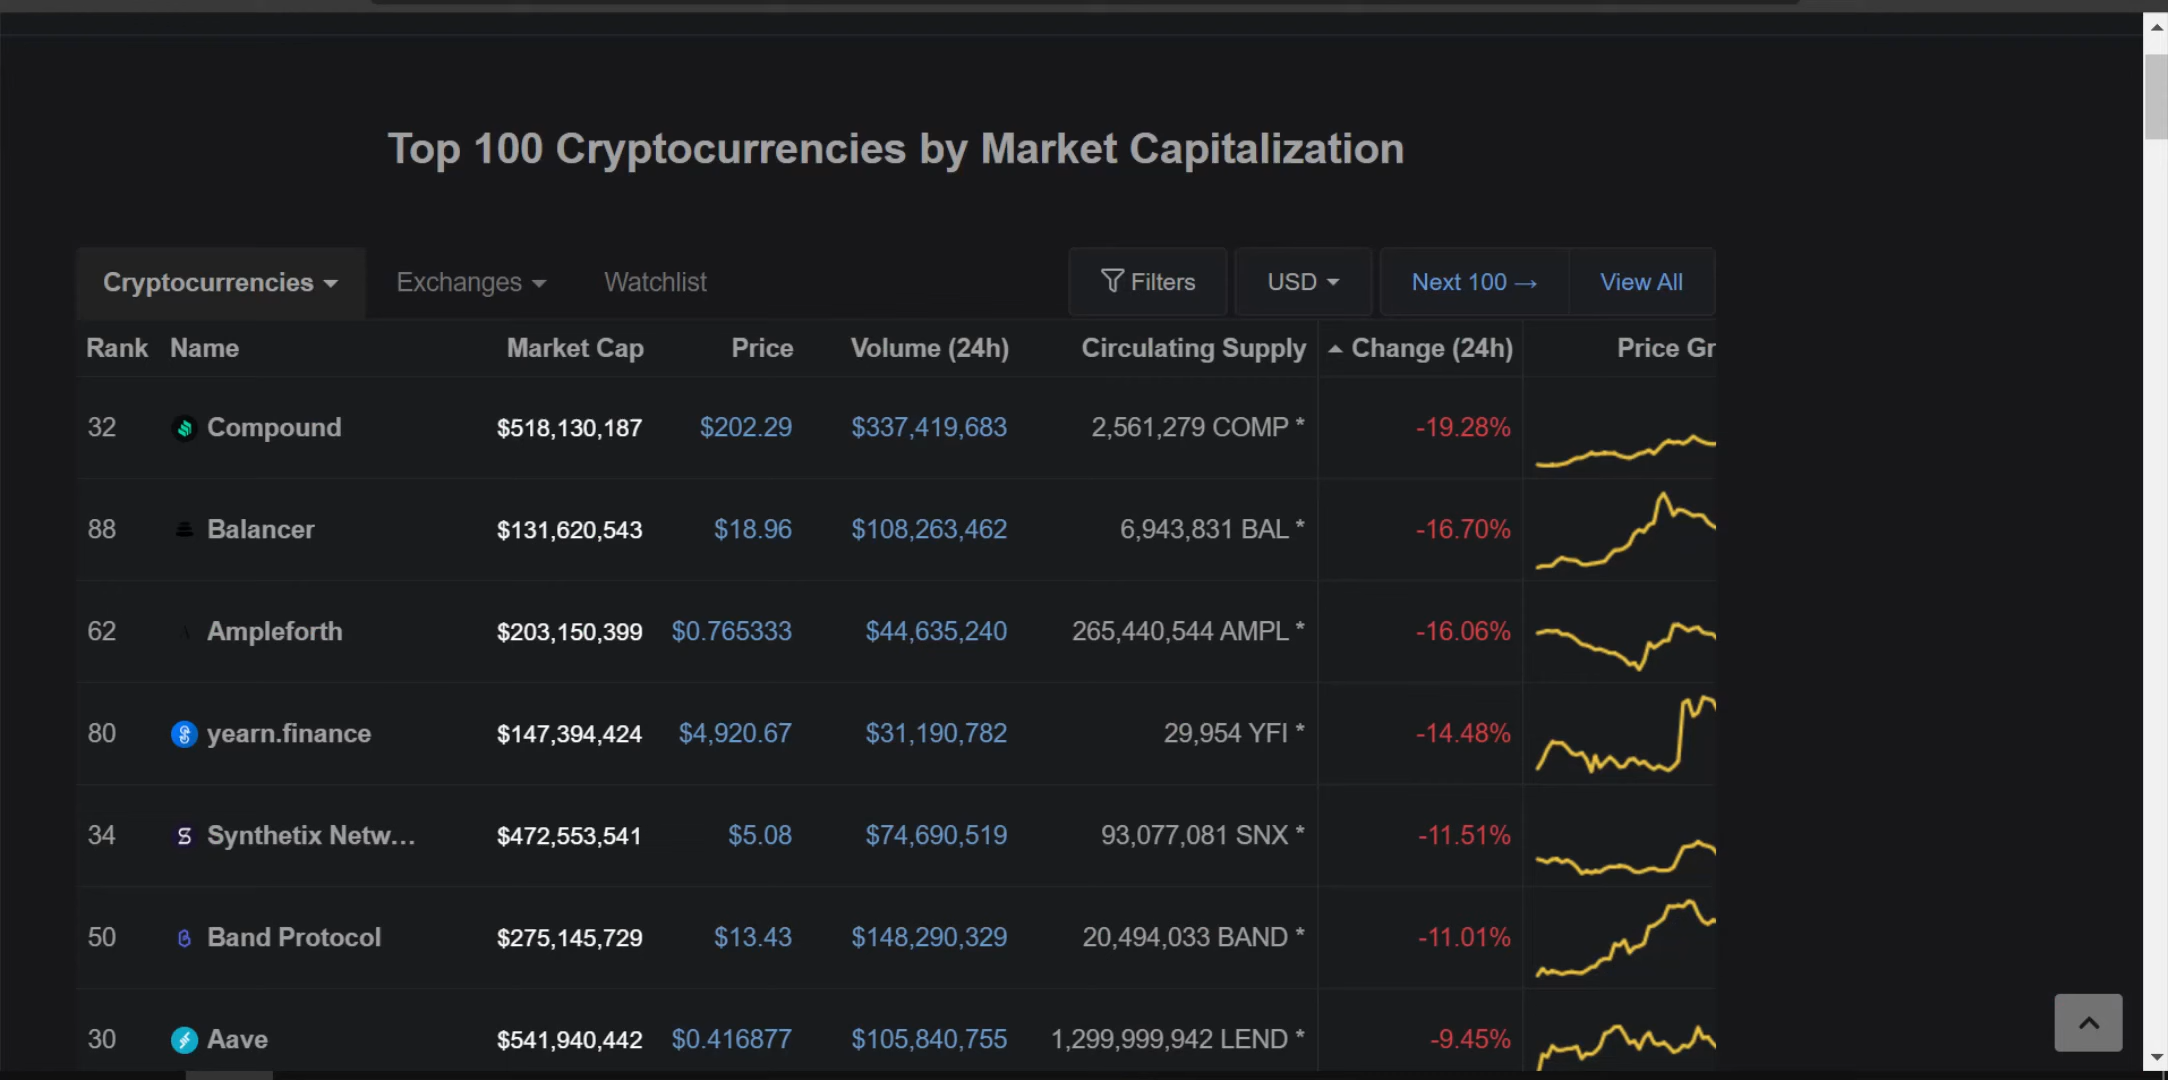 Top 100 Cryptocurrencies by Market Capitalization
Cryptocurrencies Exchanges Watchlist Filters USD Next 100 → View All
Rank Name Market Cap Price Volume (24h) Circulating Supply Change (24h) Price Gr
32 Compound $518,130,187 $202.29 $337,419,683 2,561,279 COMP * -19.28%
88 Balancer $131,620,543 $18.96 $108,263,462 6,943,831 BAL * -16.70%
62 Ampleforth $203,150,399 $0.765333 $44,635,240 265,440,544 AMPL * -16.06%
80 yearn.finance $147,394,424 $4,920.67 $31,190,782 29,954 YFI * -14.48%
34 Synthetix Netw... $472,553,541 $5.08 $74,690,519 93,077,081 SNX * -11.51%
50 Band Protocol $275,145,729 $13.43 $148,290,329 20,494,033 BAND * -11.01%
30 Aave $541,940,442 $0.416877 $105,840,755 1,299,999,942 LEND * -9.45%